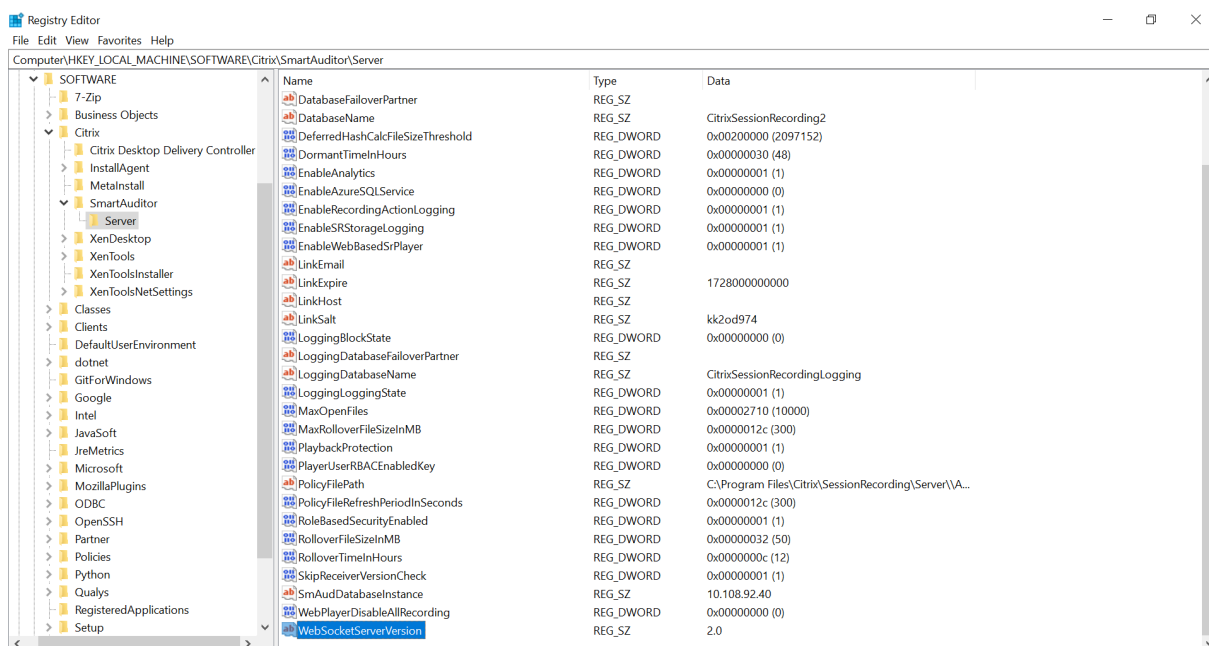 Registry Editor
File Edit View Favorites Help
Computer\HKEY_LOCAL_MACHINE\SOFTWARE\Citrix\SmartAuditor\Server
SOFTWARE
7-Zip
Business Objects
Citrix
Citrix Desktop Delivery Controller
InstallAgent
MetaInstall
SmartAuditor
Server
XenDesktop
XenTools
XenToolsInstaller
XenToolsNetSettings
Classes
Clients
DefaultUserEnvironment
dotnet
GitForWindows
Google
Intel
JavaSoft
JreMetrics
Microsoft
MozillaPlugins
ODBC
OpenSSH
Partner
Policies
Python
Qualys
RegisteredApplications
Setup
Name Type Data
DatabaseFailoverPartner REG_SZ
DatabaseName REG_SZ CitrixSessionRecording2
DeferredHashCalcFileSizeThreshold REG_DWORD 0x00200000 (2097152)
DormantTimeInHours REG_DWORD 0x00000030 (48)
EnableAnalytics REG_DWORD 0x00000001 (1)
EnableAzureSQLService REG_DWORD 0x00000000 (0)
EnableRecordingActionLogging REG_DWORD 0x00000001 (1)
EnableSRStorageLogging REG_DWORD 0x00000001 (1)
EnableWebBasedSrPlayer REG_DWORD 0x00000001 (1)
LinkEmail REG_SZ
LinkExpire REG_SZ 1728000000000
LinkHost REG_SZ
LinkSalt REG_SZ kk2od974
LoggingBlockState REG_DWORD 0x00000000 (0)
LoggingDatabaseFailoverPartner REG_SZ
LoggingDatabaseName REG_SZ CitrixSessionRecordingLogging
LoggingLoggingState REG_DWORD 0x00000001 (1)
MaxOpenFiles REG_DWORD 0x00002710 (10000)
MaxRolloverFileSizeInMB REG_DWORD 0x0000012c (300)
PlaybackProtection REG_DWORD 0x00000001 (1)
PlayerUserRBACEnabledKey REG_DWORD 0x00000000 (0)
PolicyFilePath REG_SZ C:\Program Files\Citrix\SessionRecording\Server\\A...
PolicyFileRefreshPeriodInSeconds REG_DWORD 0x0000012c (300)
RoleBasedSecurityEnabled REG_DWORD 0x00000001 (1)
RolloverFileSizeInMB REG_DWORD 0x00000032 (50)
RolloverTimeInHours REG_DWORD 0x0000000c (12)
SkipReceiverVersionCheck REG_DWORD 0x00000001 (1)
SmAudDatabaseInstance REG_SZ 10.108.92.40
WebPlayerDisableAllRecording REG_DWORD 0x00000000 (0)
WebSocketServerVersion REG_SZ 2.0